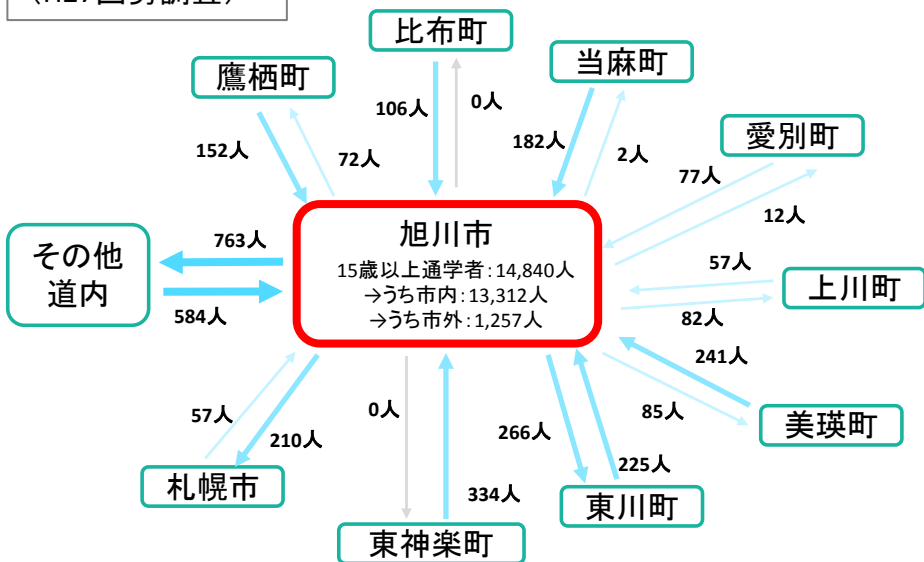 (H27国勢調査)
比布町
当麻町
鷹栖町
愛別町
106人
0人
152人
72人
182人
2人
77人
12人
その他
道内
763人
584人
旭川市
15歳以上通学者:14,840人
→うち市内:13,312人
→うち市外:1,257人
57人
上川町
82人
241人
85人
美瑛町
57人
210人
札幌市
0人
334人
東神楽町
266人
225人
東川町